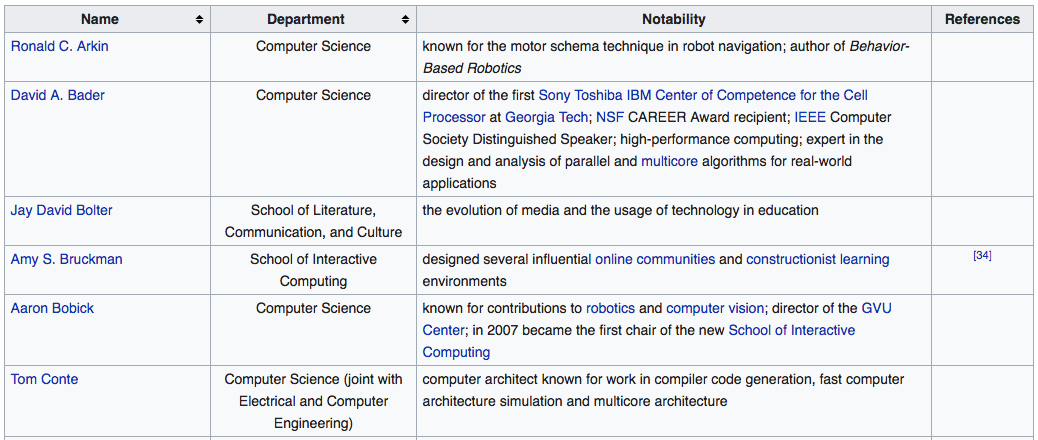 Name Department Notability References
Ronald C. Arkin Computer Science known for the motor schema technique in robot navigation; author of Behavior-
Based Robotics
David A. Bader Computer Science director of the first Sony Toshiba IBM Center of Competence for the Cell
Processor at Georgia Tech; NSF CAREER Award recipient; IEEE Computer
Society Distinguished Speaker; high-performance computing; expert in the
design and analysis of parallel and multicore algorithms for real-world
applications
Jay David Bolter School of Literature, the evolution of media and the usage of technology in education
Communication, and Culture
Amy S. Bruckman School of Interactive designed several influential online communities and constructionist learning [34]
Computing environments
Aaron Bobick Computer Science known for contributions to robotics and computer vision; director of the GVU
Center; in 2007 became the first chair of the new School of Interactive
Computing
Tom Conte Computer Science (joint with computer architect known for work in compiler code generation, fast computer
Electrical and Computer architecture simulation and multicore architecture
Engineering)